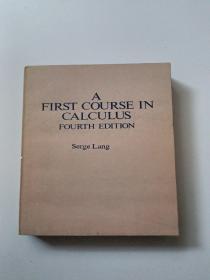 A
FIRST COURSE IN
CALCULUS
FOURTH EDITION
Serge Lang